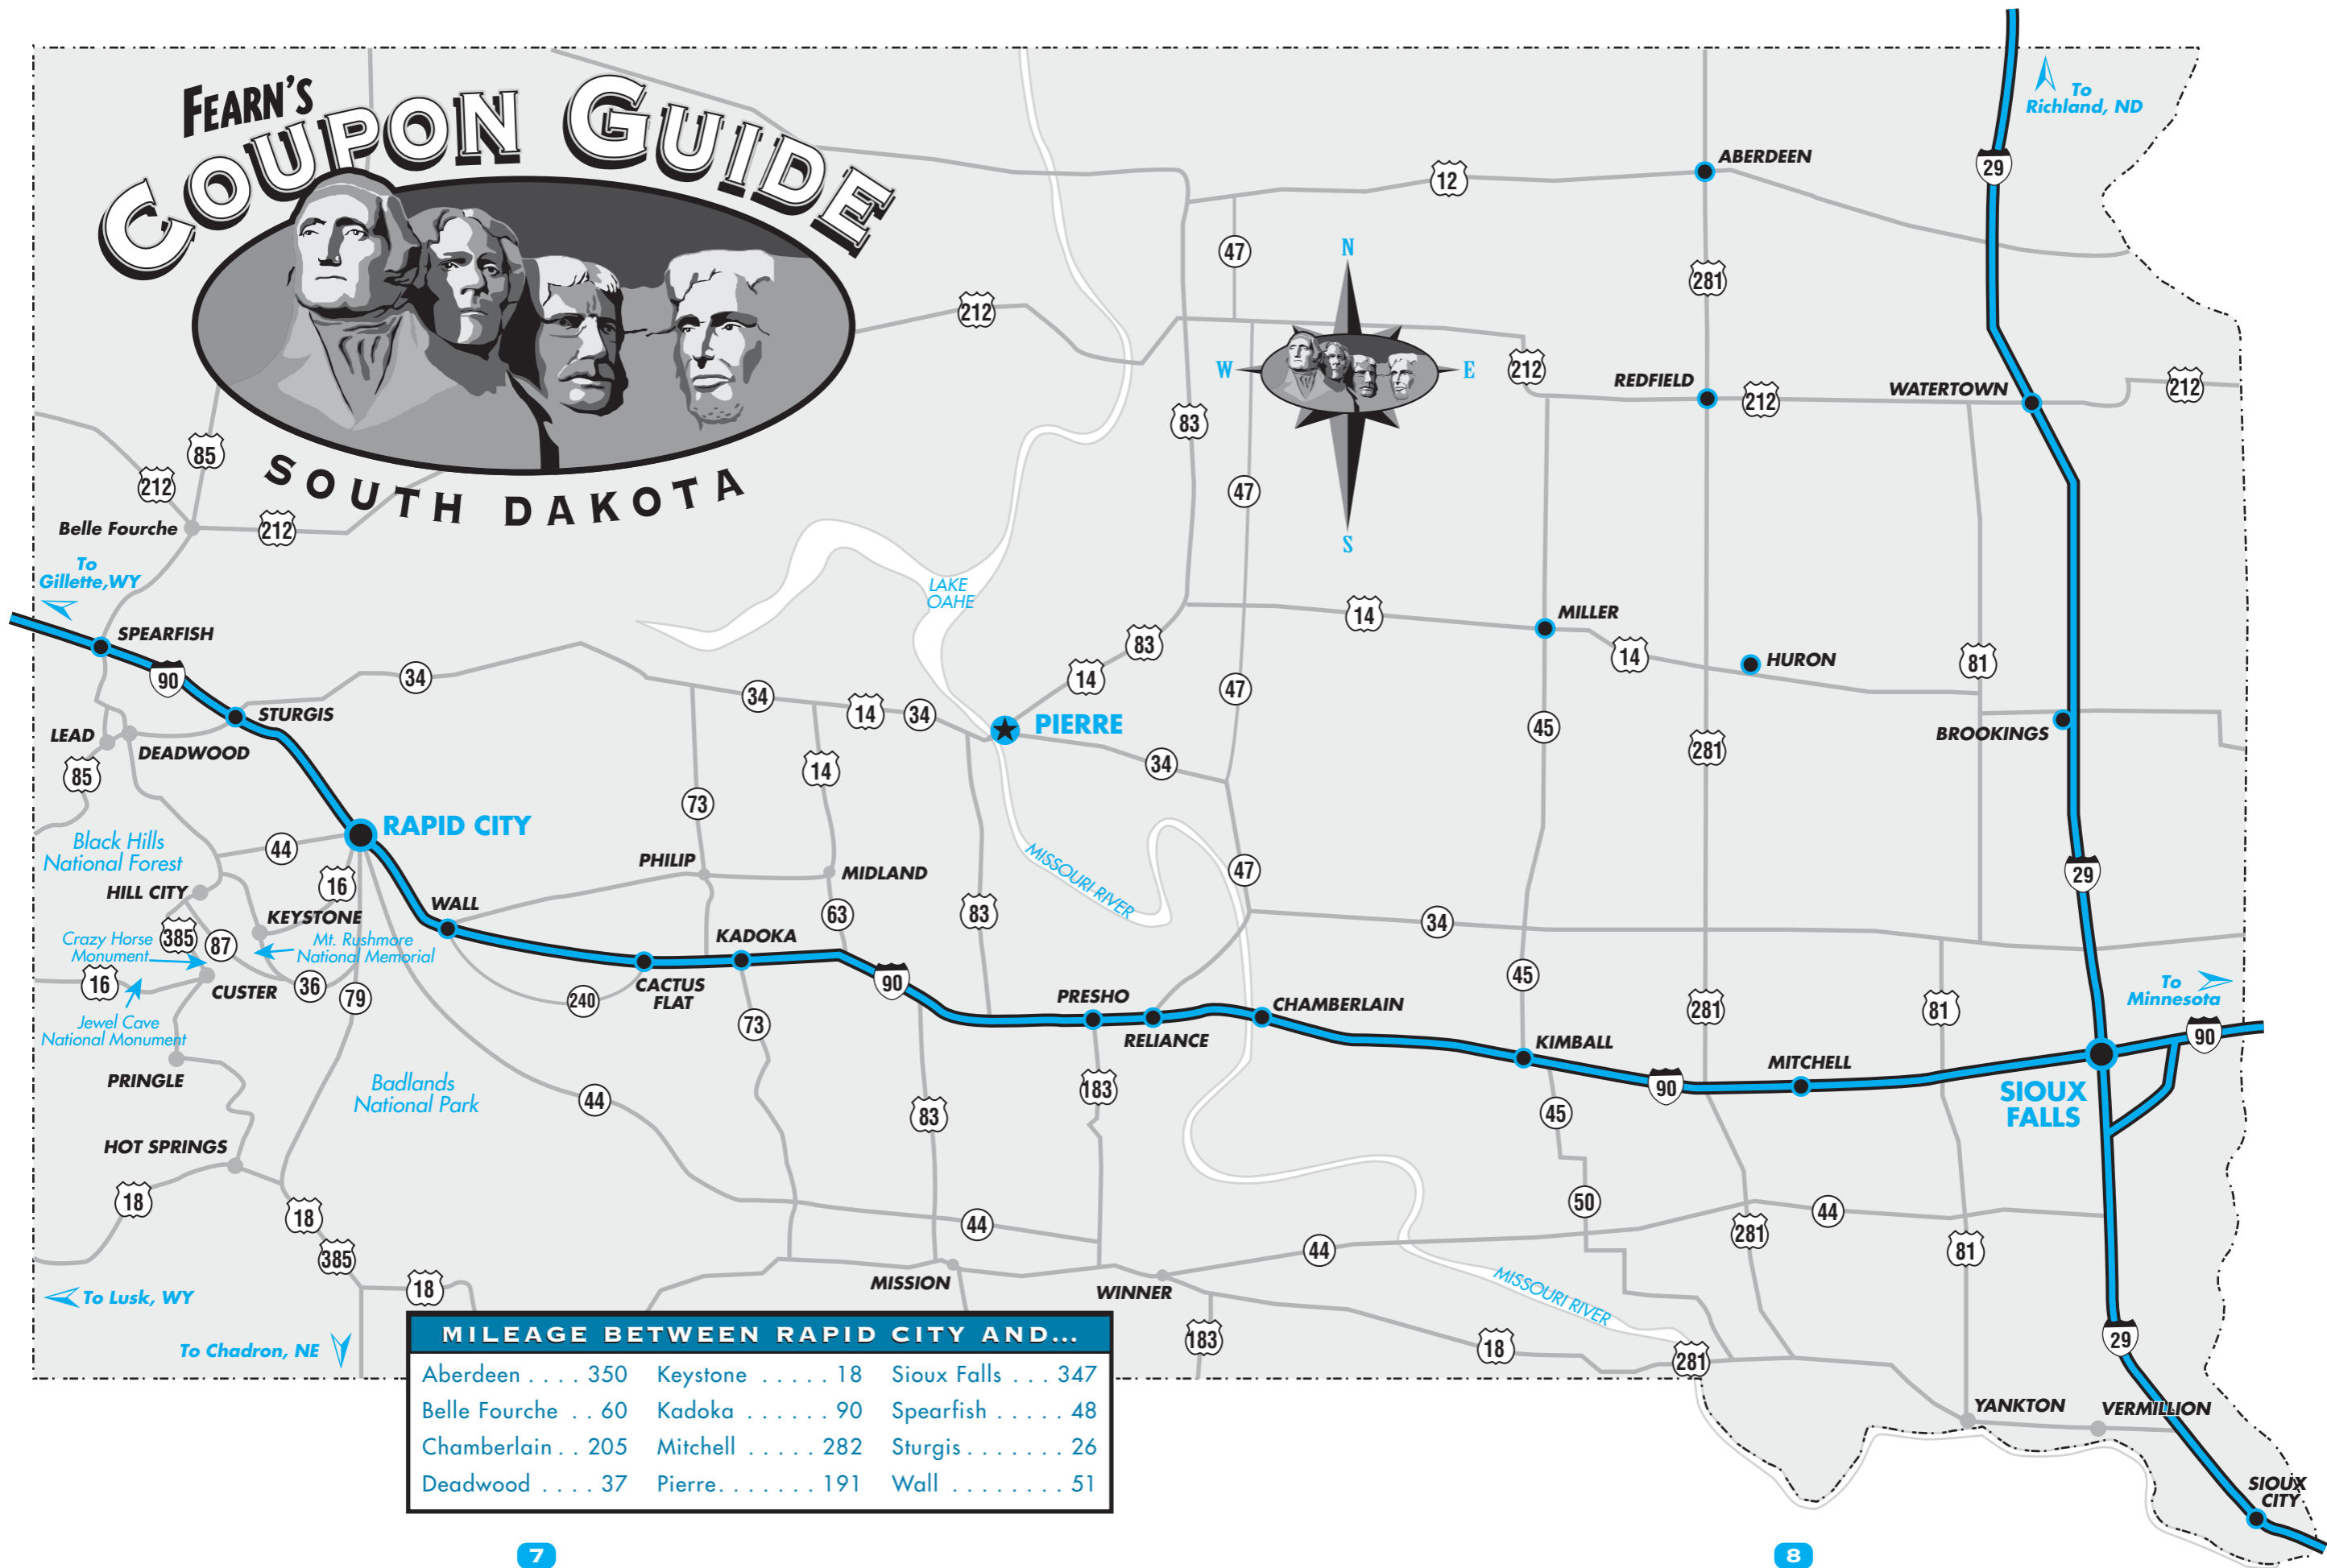 FEARN'S
COUPON GUIDE
SOUTH DAKOTA
To
Richland, ND
29
ABERDEEN
12
47
N
281
212
W
E
212
REDFIELD
212
WATERTOWN
212
83
85
212
47
Belle Fourche
212
S
To
Gillette,WY
LAKE
OAHE
14
MILLER
SPEARFISH
83
14
HURON
81
90
34
14
47
34
14
34
STURGIS
PIERRE
LEAD
DEADWOOD
45
BROOKINGS
281
85
14
34
73
RAPID CITY
Black Hills
National Forest
44
PHILIP
MIDLAND
MISSOURI RIVER
47
29
HILL CITY
16
WALL
KEYSTONE
63
83
34
Crazy Horse
Monument
385
87
Mt. Rushmore
National Memorial
KADOKA
16
CUSTER
36
79
240
CACTUS
FLAT
90
45
To
Minnesota
PRESHO
CHAMBERLAIN
281
81
Jewel Cave
National Monument
73
RELIANCE
KIMBALL
90
MITCHELL
PRINGLE
Badlands
National Park
44
183
90
SIOUX
FALLS
83
45
HOT SPRINGS
18
18
50
44
44
281
385
44
81
MISSION
WINNER
MISSOURI RIVER
To Lusk, WY
18
To Chadron, NE
183
18
281
29
MILEAGE BETWEEN RAPID CITY AND...
Aberdeen . . . . 350 Keystone . . . . . 18 Sioux Falls . . . 347
Belle Fourche . . 60 Kadoka . . . . . . 90 Spearfish . . . . . 48
Chamberlain . . 205 Mitchell . . . . . 282 Sturgis . . . . . . . 26
Deadwood . . . . 37 Pierre. . . . . . . 191 Wall . . . . . . . . 51
YANKTON
VERMILLION
SIOUX
CITY
7
8